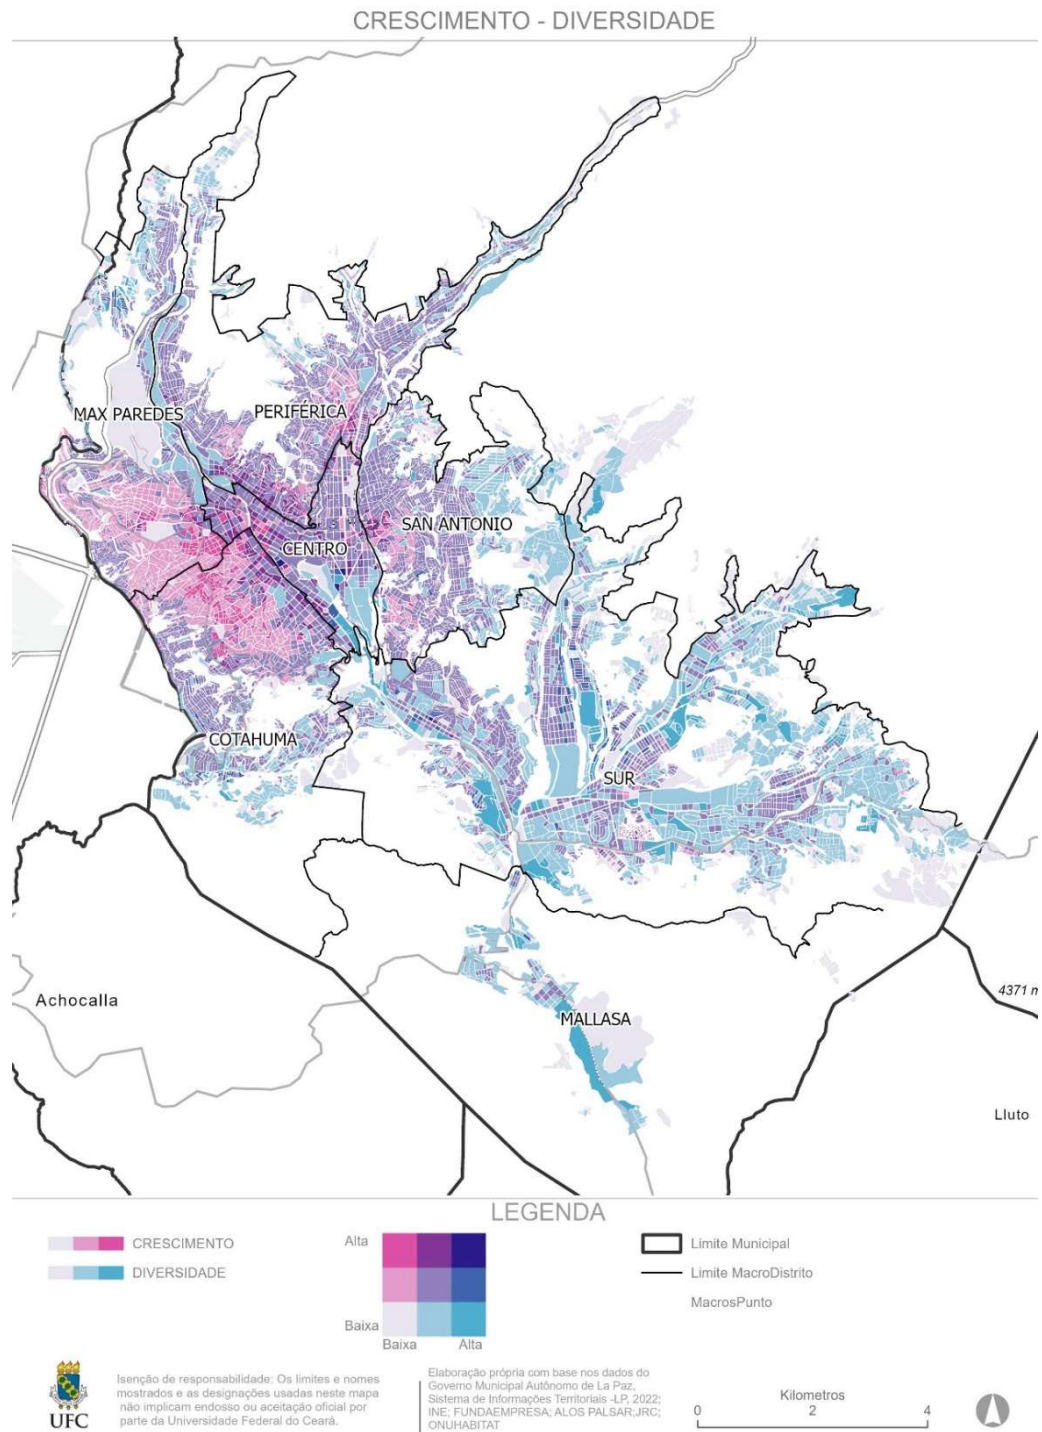 CRESCIMENTO - DIVERSIDADE
MAX PAREDES
PERIFÉRICA
SAN ANTONIO
CENTRO
COTAHUMA
SUR
Achocalla
4371 m
MALLASA
Lluto
LEGENDA
CRESCIMENTO
DIVERSIDADE
Alta
Baixa
Baixa
Alta
Limite Municipal
Limite MacroDistrito
MacrosPunto
UFC
Isenção de responsabilidade: Os limites e nomes
mostrados e as designações usadas neste mapa
não implicam endosso ou aceitação oficial por
parte da Universidade Federal do Ceará.
Elaboração própria com base nos dados do
Governo Municipal Autônomo de La Paz,
Sistema de Informações Territoriais -LP, 2022;
INE; FUNDAEMPRESA; ALOS PALSAR;JRC;
ONUHABITAT
Kilometros
0 2 4